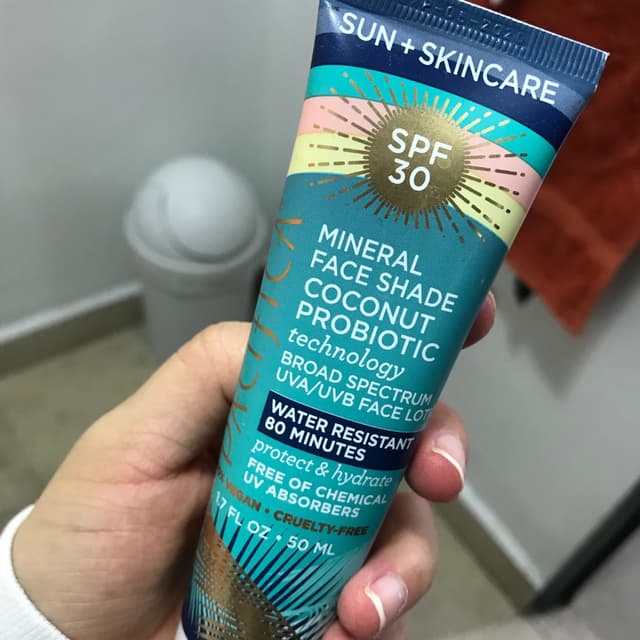 SUN + SKINCARE
SPF
30
MINERAL
FACE SHADE
COCONUT
PROBIOTIC
technology
BROAD SPECTRUM
UVA/UVB FACE LOT
WATER RESISTANT
80 MINUTES
protect & hydrate
FREE OF CHEMICAL
UV ABSORBERS
VEGAN • CRUELTY-FREE
1.7 FL OZ • 50 ML
PACIFICA